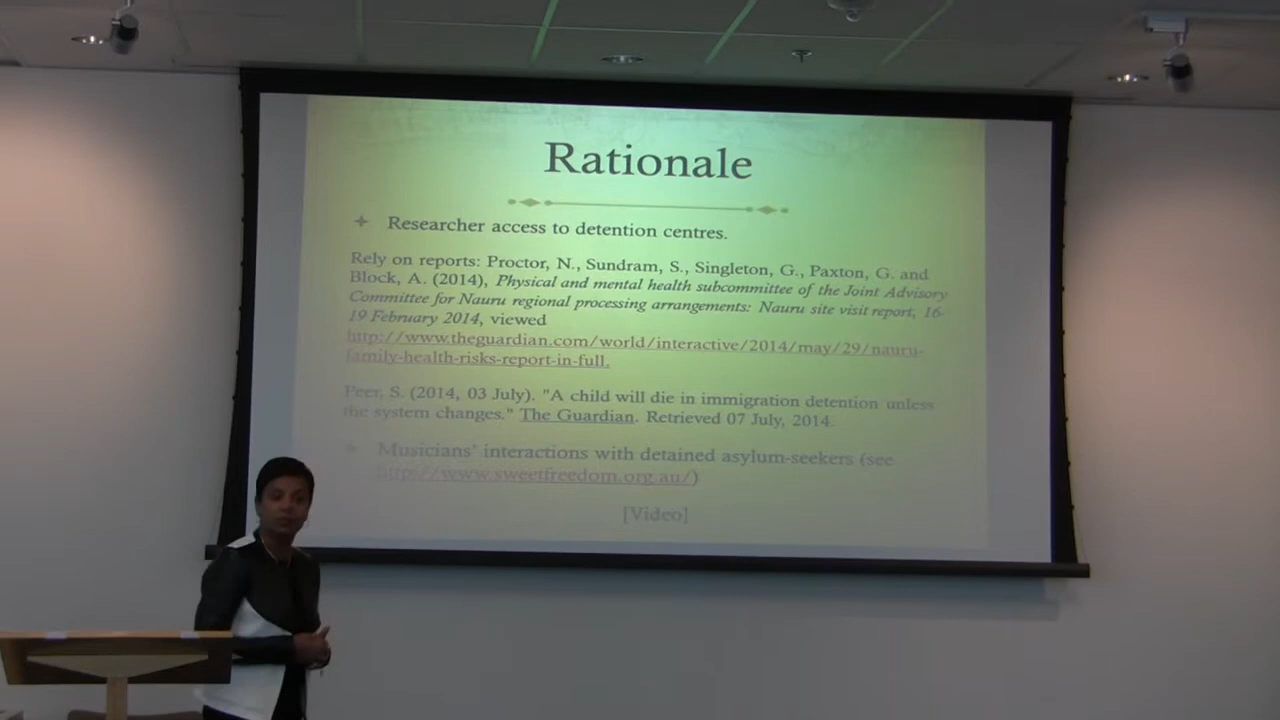 Rationale
Researcher access to detention centres.
Rely on reports: Proctor, N., Sundram, S., Singleton, G., Paxton, G. and
Block, A. (2014), Physical and mental health subcommittee of the Joint Advisory
Committee for Nauru regional processing arrangements: Nauru site visit report, 16-
19 February 2014, viewed
http://www.theguardian.com/world/interactive/2014/may/29/nauru-
family-health-risks-report-in-full.
Peer, S. (2014, 03 July). "A child will die in immigration detention unless
the system changes." The Guardian. Retrieved 07 July, 2014.
Musicians' interactions with detained asylum-seekers (see
http://www.sweetfreedom.org.au/)
[Video]